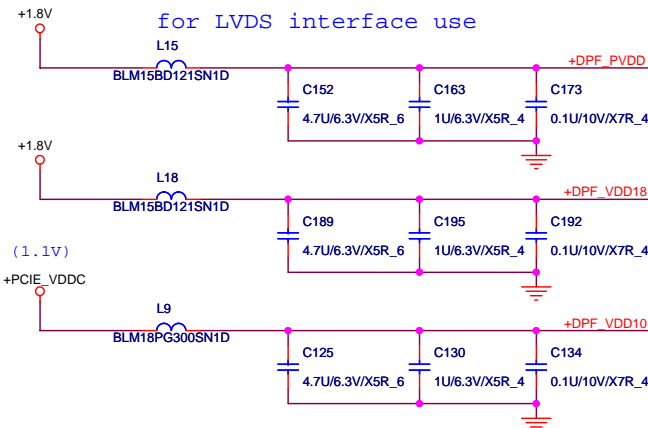 for LVDS interface use
+1.8V
L15
BLM15BD121SN1D
+DPF_PVDD
C152
4.7U/6.3V/X5R_6
C163
1U/6.3V/X5R_4
C173
0.1U/10V/X7R_4
+1.8V
L18
BLM15BD121SN1D
+DPF_VDD18
C189
4.7U/6.3V/X5R_6
C195
1U/6.3V/X5R_4
C192
0.1U/10V/X7R_4
(1.1V)
+PCIE_VDDC
L9
BLM18PG300SN1D
+DPF_VDD10
C125
4.7U/6.3V/X5R_6
C130
1U/6.3V/X5R_4
C134
0.1U/10V/X7R_4